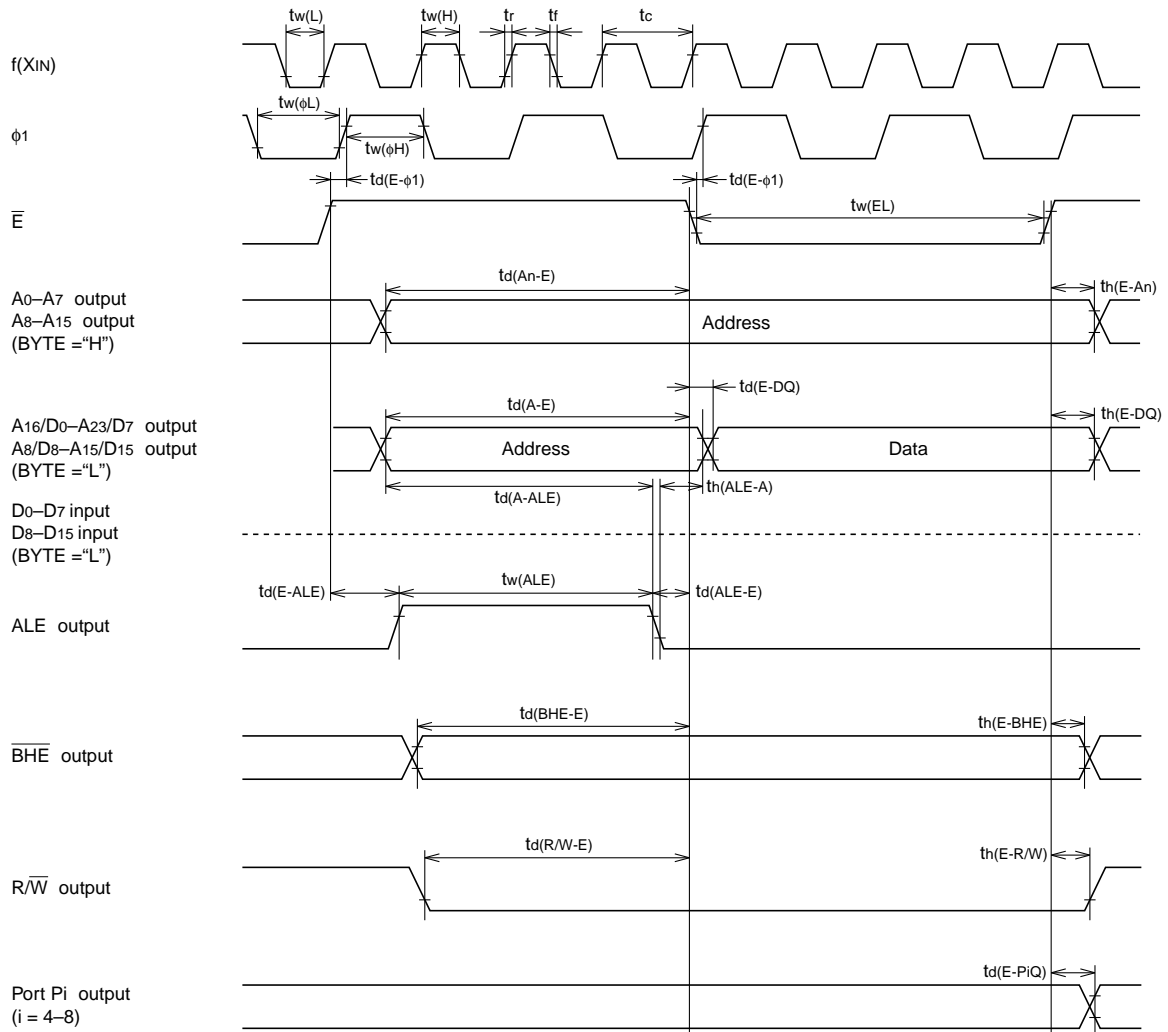 tw(L) tw(H) tr tf tc
f(XIN)
tw(ϕL)
ϕ1
tw(ϕH)
td(E-ϕ1) td(E-ϕ1)
E̅ tw(EL)
td(An-E) th(E-An)
A0–A7 output
A8–A15 output Address
(BYTE =“H”)
td(E-DQ)
td(A-E) th(E-DQ)
A16/D0–A23/D7 output
A8/D8–A15/D15 output Address Data
(BYTE =“L”)
td(A-ALE) th(ALE-A)
D0–D7 input
D8–D15 input
(BYTE =“L”)
td(E-ALE) tw(ALE) td(ALE-E)
ALE output
td(BHE-E) th(E-BHE)
B̅H̅E̅ output
td(R/W-E) th(E-R/W)
R/W̅ output
td(E-PiQ)
Port Pi output
(i = 4–8)